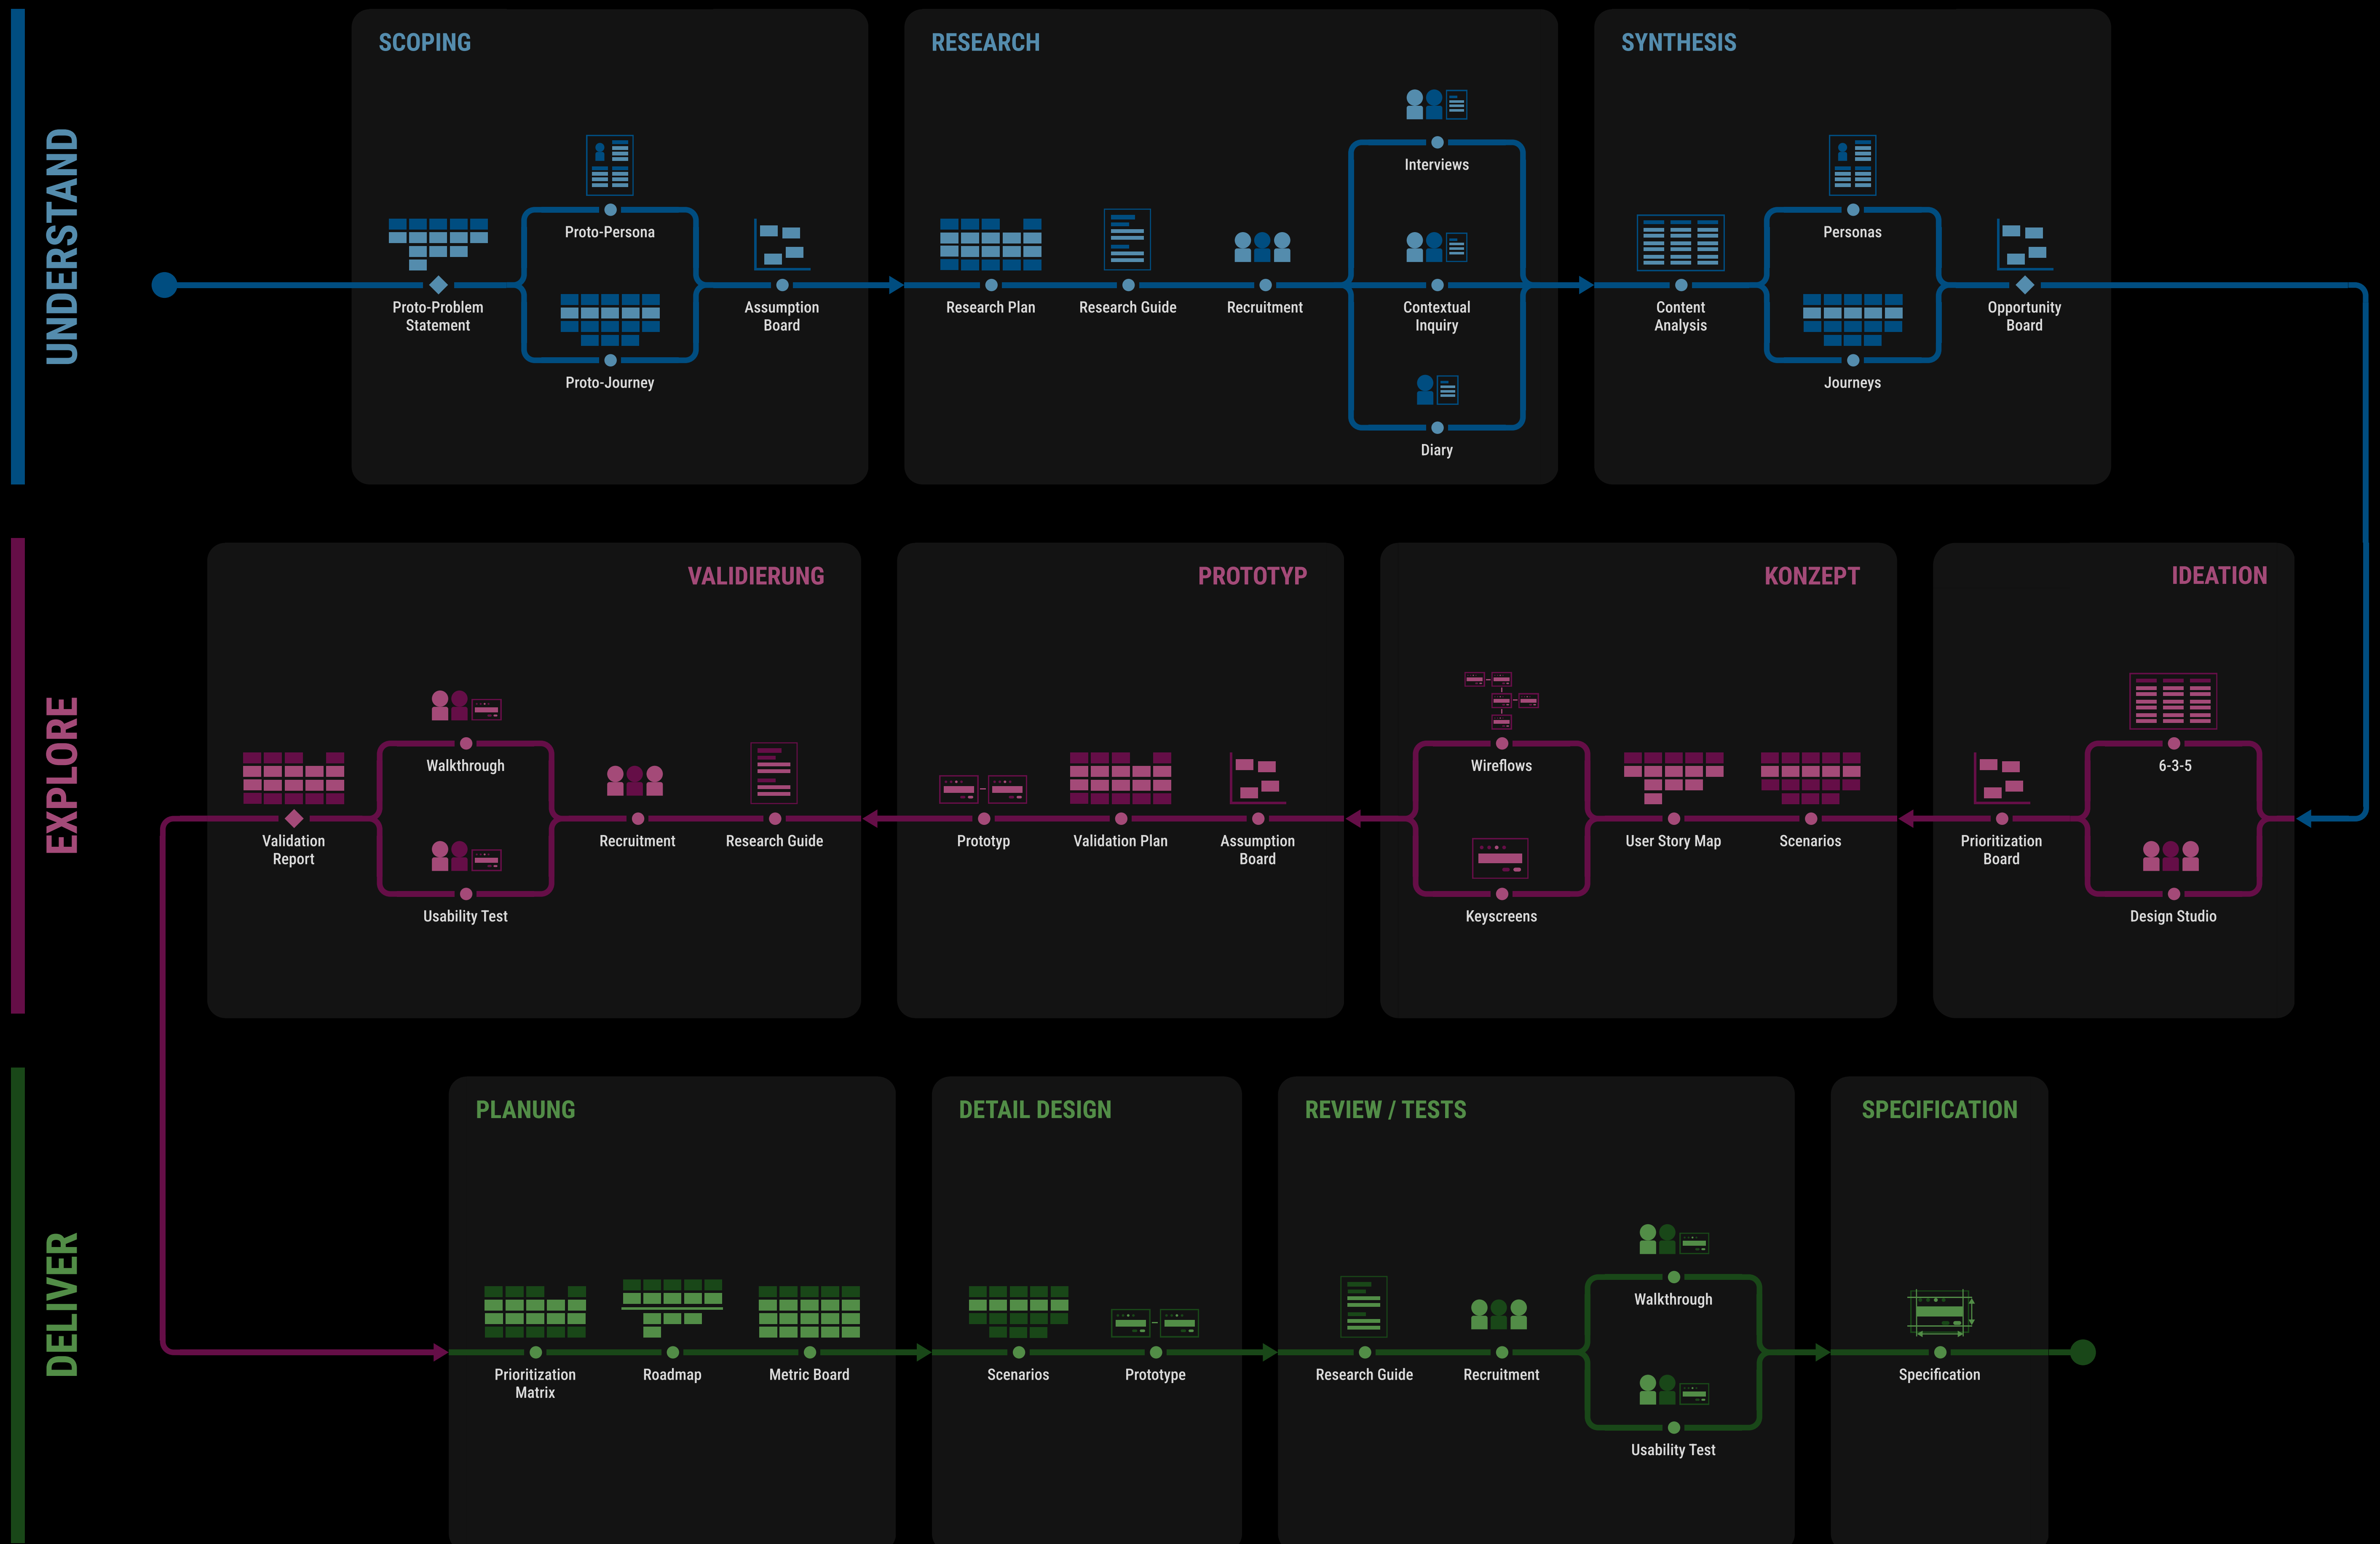 UNDERSTAND
SCOPING
Proto-Problem
Statement
Proto-Persona
Proto-Journey
Assumption
Board
RESEARCH
Research Plan
Research Guide
Recruitment
Interviews
Contextual
Inquiry
Diary
SYNTHESIS
Content
Analysis
Personas
Journeys
Opportunity
Board
EXPLORE
VALIDIERUNG
Validation
Report
Walkthrough
Usability Test
Recruitment
Research Guide
PROTOTYP
Prototyp
Validation Plan
Assumption
Board
KONZEPT
Wireflows
Keyscreens
User Story Map
Scenarios
IDEATION
Prioritization
Board
6-3-5
Design Studio
DELIVER
PLANUNG
Prioritization
Matrix
Roadmap
Metric Board
DETAIL DESIGN
Scenarios
Prototype
REVIEW / TESTS
Research Guide
Recruitment
Walkthrough
Usability Test
SPECIFICATION
Specification